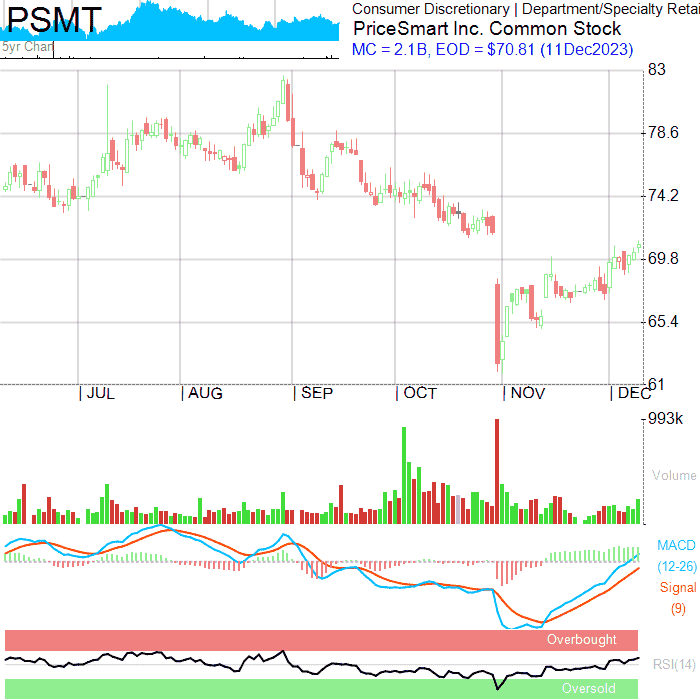 PSMT
5yr Chart
Consumer Discretionary | Department/Specialty Retai
PriceSmart Inc. Common Stock
MC = 2.1B, EOD = $70.81 (11Dec2023)
83
78.6
74.2
69.8
65.4
61
JUL AUG SEP OCT NOV DEC
993k
Volume
MACD
(12-26)
Signal
(9)
Overbought
RSI(14)
Oversold